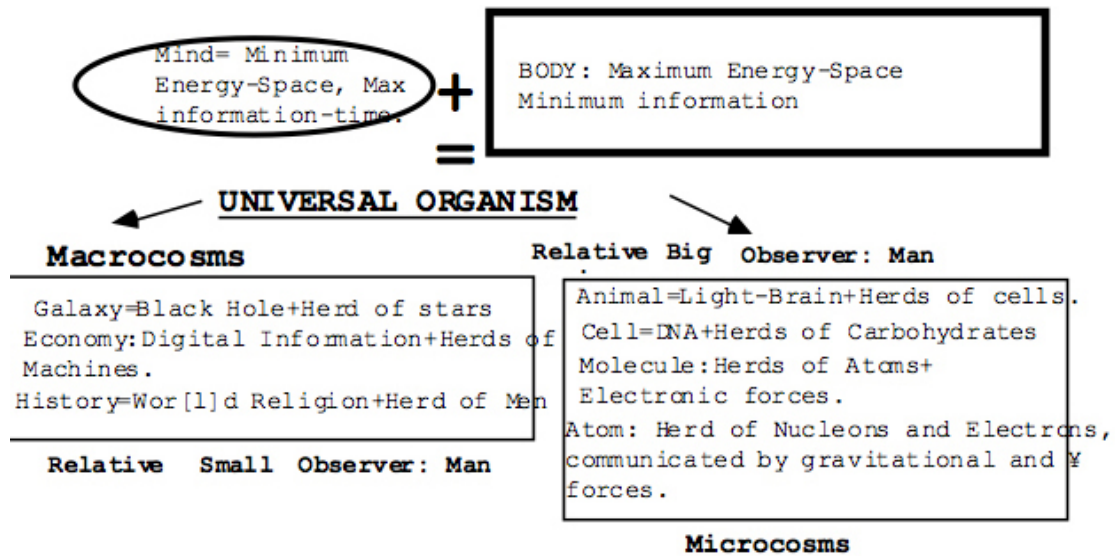 Mind= Minimum
Energy-Space, Max
information-time.
+
BODY: Maximum Energy-Space
Minimum information
=
UNIVERSAL ORGANISM
Macrocosms
Galaxy=Black Hole+Herd of stars
Economy:Digital Information+Herds of
Machines.
History=Wor[l]d Religion+Herd of Men
Relative Small Observer: Man
Relative Big Observer: Man
Animal=Light-Brain+Herds of cells.
Cell=DNA+Herds of Carbohydrates
Molecule:Herds of Atoms+
Electronic forces.
Atom: Herd of Nucleons and Electrons,
communicated by gravitational and ¥
forces.
Microcosms